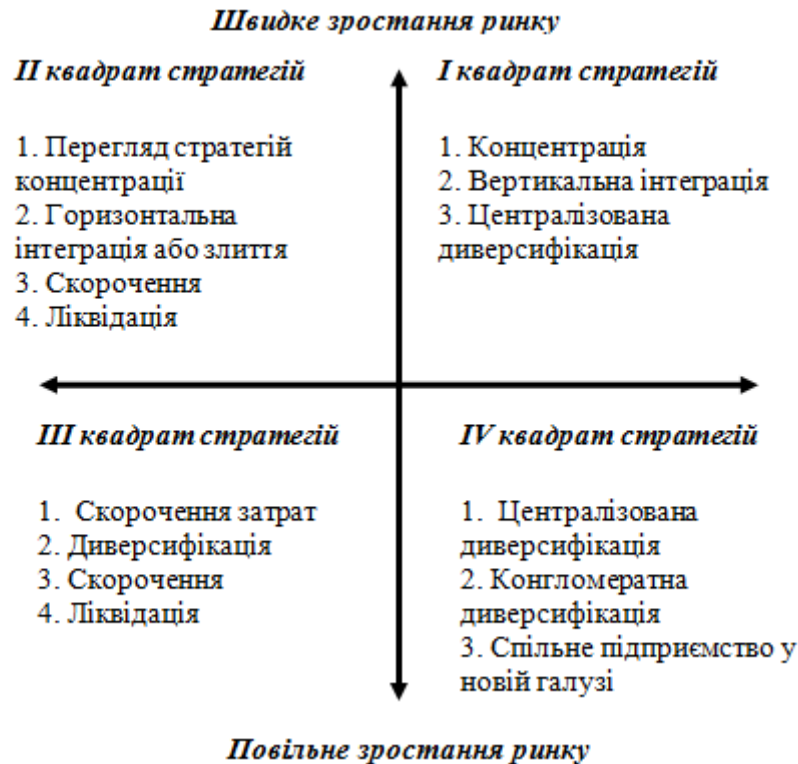 Швидке зростання ринку
II квадрат стратегій
1. Перегляд стратегій
концентрації
2. Горизонтальна
інтеграція або злиття
3. Скорочення
4. Ліквідація
I квадрат стратегій
1. Концентрація
2. Вертикальна інтеграція
3. Централізована
диверсифікація
III квадрат стратегій
1. Скорочення затрат
2. Диверсифікація
3. Скорочення
4. Ліквідація
IV квадрат стратегій
1. Централізована
диверсифікація
2. Конгломератна
диверсифікація
3. Спільне підприємство у
новій галузі
Повільне зростання ринку